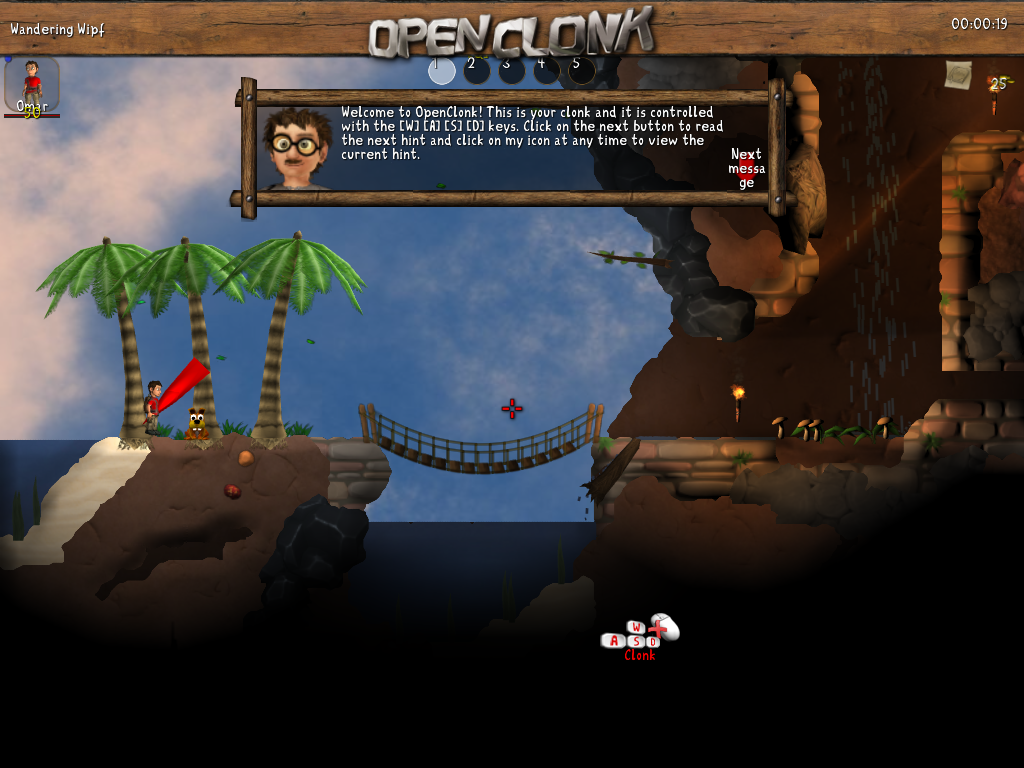 Wandering Wipf
OPENCLONK
00:00:19
1 2 3 4 5
Omar
50
25
Welcome to OpenClonk! This is your clonk and it is controlled
with the [W] [A] [S] [D] keys. Click on the next button to read
the next hint and click on my icon at any time to view the
current hint.
Next
messa
ge
W
A S D
Clonk